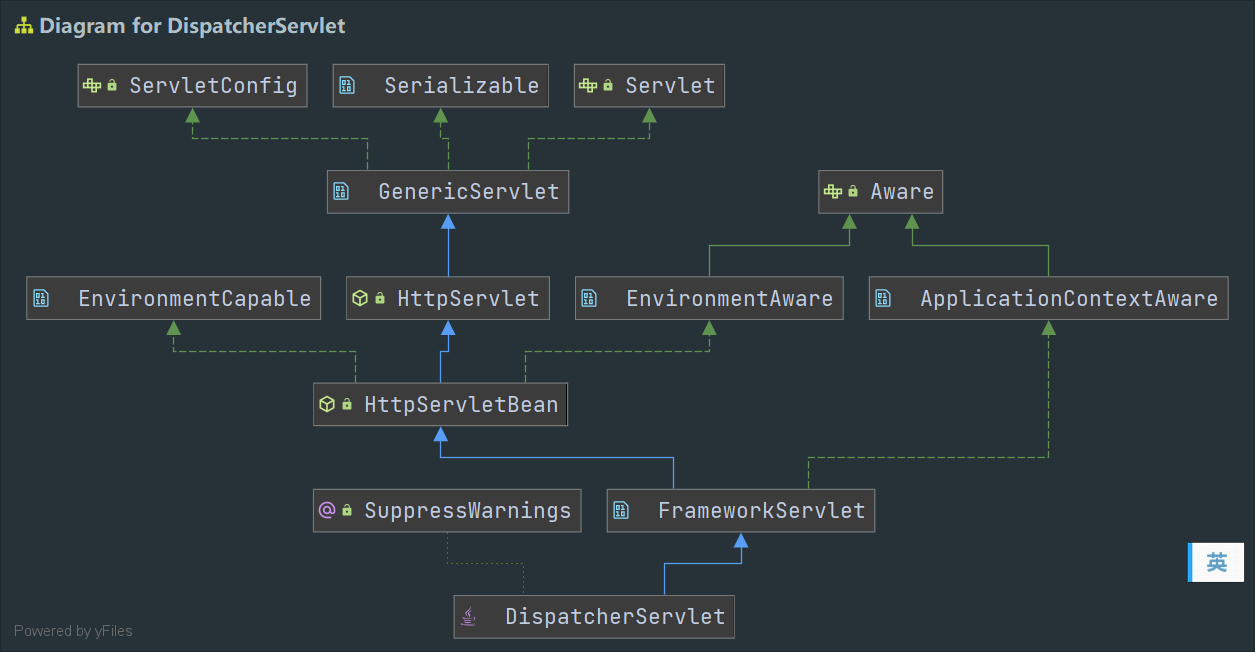 Diagram for DispatcherServlet
ServletConfig
Serializable
Servlet
GenericServlet
Aware
EnvironmentCapable
HttpServlet
EnvironmentAware
ApplicationContextAware
HttpServletBean
SuppressWarnings
FrameworkServlet
英
DispatcherServlet
Powered by yFiles